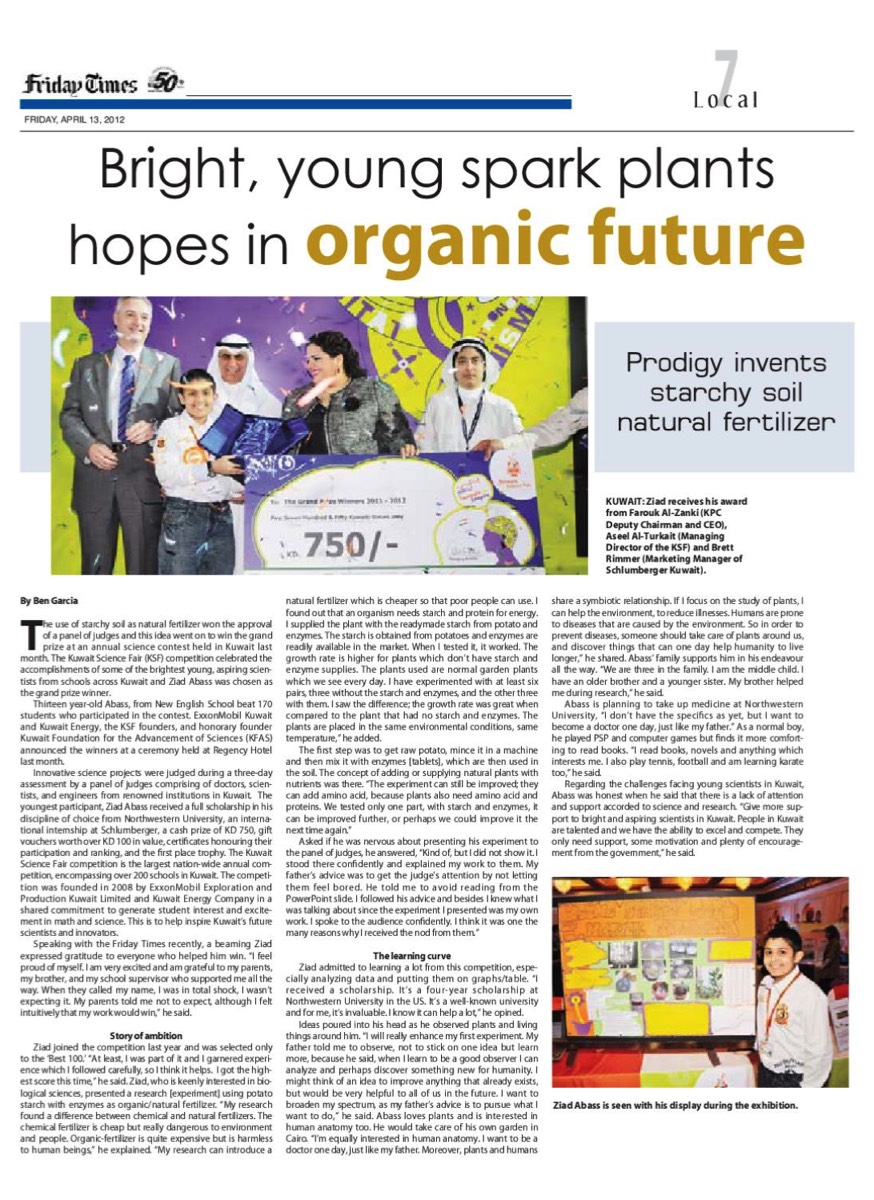 Friday Times 50
7
Local
FRIDAY, APRIL 13, 2012
Bright, young spark plants
hopes in organic future
Prodigy invents
starchy soil
natural fertilizer
To: The Grand Prize Winners 2011 - 2012
KD. 750/-
KUWAIT: Ziad receives his award
from Farouk Al-Zanki (KPC
Deputy Chairman and CEO),
Aseel Al-Turkait (Managing
Director of the KSF) and Brett
Rimmer (Marketing Manager of
Schlumberger Kuwait).
By Ben Garcia
The use of starchy soil as natural fertilizer won the approval
of a panel of judges and this idea went on to win the grand
prize at an annual science contest held in Kuwait last
month. The Kuwait Science Fair (KSF) competition celebrated the
accomplishments of some of the brightest young, aspiring scien-
tists from schools across Kuwait and Ziad Abass was chosen as
the grand prize winner.
Thirteen year-old Abass, from New English School beat 170
students who participated in the contest. ExxonMobil Kuwait
and Kuwait Energy, the KSF founders, and honorary founder
Kuwait Foundation for the Advancement of Sciences (KFAS)
announced the winners at a ceremony held at Regency Hotel
last month.
Innovative science projects were judged during a three-day
assessment by a panel of judges comprising of doctors, scien-
tists, and engineers from renowned institutions in Kuwait. The
youngest participant, Ziad Abass received a full scholarship in his
discipline of choice from Northwestern University, an inter-
national internship at Schlumberger, a cash prize of KD 750, gift
vouchers worth over KD 100 in value, certificates honouring their
participation and ranking, and the first place trophy. The Kuwait
Science Fair competition is the largest nation-wide annual com-
petition, encompassing over 200 schools in Kuwait. The competi-
tion was founded in 2008 by ExxonMobil Exploration and
Production Kuwait Limited and Kuwait Energy Company in a
shared commitment to generate student interest and excite-
ment in math and science. This is to help inspire Kuwait's future
scientists and innovators.
Speaking with the Friday Times recently, a beaming Ziad
expressed gratitude to everyone who helped him win. "I feel
proud of myself. I am very excited and am grateful to my parents,
my brother, and my school supervisor who supported me all the
way. When they called my name, I was in total shock, I wasn't
expecting it. My parents told me not to expect, although I felt
intuitively that my work would win," he said.
Story of ambition
Ziad joined the competition last year and was selected only
to the 'Best 100.' "At least, I was part of it and I garnered experi-
ence which I followed carefully, so I think it helps. I got the high-
est score this time," he said. Ziad, who is keenly interested in bio-
logical sciences, presented a research [experiment] using potato
starch with enzymes as organic/natural fertilizer. "My research
found a difference between chemical and natural fertilizers. The
chemical fertilizer is cheap but really dangerous to environment
and people. Organic-fertilizer is quite expensive but is harmless
to human beings," he explained. "My research can introduce a
natural fertilizer which is cheaper so that poor people can use. I
found out that an organism needs starch and protein for energy.
I supplied the plant with the readymade starch from potato and
enzymes. The starch is obtained from potatoes and enzymes are
readily available in the market. When I tested it, it worked. The
growth rate is higher for plants which don't have starch and
enzyme supplies. The plants used are normal garden plants
which we see every day. I have experimented with at least six
pairs, three without the starch and enzymes, and the other three
with them. I saw the difference; the growth rate was great when
compared to the plant that had no starch and enzymes. The
plants are placed in the same environmental conditions, same
temperature," he added.
The first step was to get raw potato, mince it in a machine
and then mix it with enzymes [tablets], which are then used in
the soil. The concept of adding or supplying natural plants with
nutrients was there. "The experiment can still be improved; they
can add amino acid, because plants also need amino acid and
proteins. We tested only one part, with starch and enzymes, it
can be improved further, or perhaps we could improve it the
next time again."
Asked if he was nervous about presenting his experiment to
the panel of judges, he answered, "Kind of, but I did not show it. I
stood there confidently and explained my work to them. My
father's advice was to get the judge's attention by not letting
them feel bored. He told me to avoid reading from the
PowerPoint slide. I followed his advice and besides I knew what I
was talking about since the experiment I presented was my own
work. I spoke to the audience confidently. I think it was one the
many reasons why I received the nod from them."
The learning curve
Ziad admitted to learning a lot from this competition, espe-
cially analyzing data and putting them on graphs/table. "I
received a scholarship. It's a four-year scholarship at
Northwestern University in the US. It's a well-known university
and for me, it's invaluable. I know it can help a lot," he opined.
Ideas poured into his head as he observed plants and living
things around him. "I will really enhance my first experiment. My
father told me to observe, not to stick on one idea but learn
more, because he said, when I learn to be a good observer I can
analyze and perhaps discover something new for humanity. I
might think of an idea to improve anything that already exists,
but would be very helpful to all of us in the future. I want to
broaden my spectrum, as my father's advice is to pursue what I
want to do," he said. Abass loves plants and is interested in
human anatomy too. He would take care of his own garden in
Cairo. "I'm equally interested in human anatomy. I want to be a
doctor one day, just like my father. Moreover, plants and humans
share a symbiotic relationship. If I focus on the study of plants, I
can help the environment, to reduce illnesses. Humans are prone
to diseases that are caused by the environment. So in order to
prevent diseases, someone should take care of plants around us,
and discover things that can one day help humanity to live
longer," he shared. Abass' family supports him in his endeavour
all the way. "We are three in the family. I am the middle child. I
have an older brother and a younger sister. My brother helped
me during research," he said.
Abass is planning to take up medicine at Northwestern
University, "I don't have the specifics as yet, but I want to
become a doctor one day, just like my father." As a normal boy,
he played PSP and computer games but finds it more comfort-
ing to read books. "I read books, novels and anything which
interests me. I also play tennis, football and am learning karate
too," he said.
Regarding the challenges facing young scientists in Kuwait,
Abass was honest when he said that there is a lack of attention
and support accorded to science and research. "Give more sup-
port to bright and aspiring scientists in Kuwait. People in Kuwait
are talented and we have the ability to excel and compete. They
only need support, some motivation and plenty of encourage-
ment from the government," he said.
Ziad Abass is seen with his display during the exhibition.